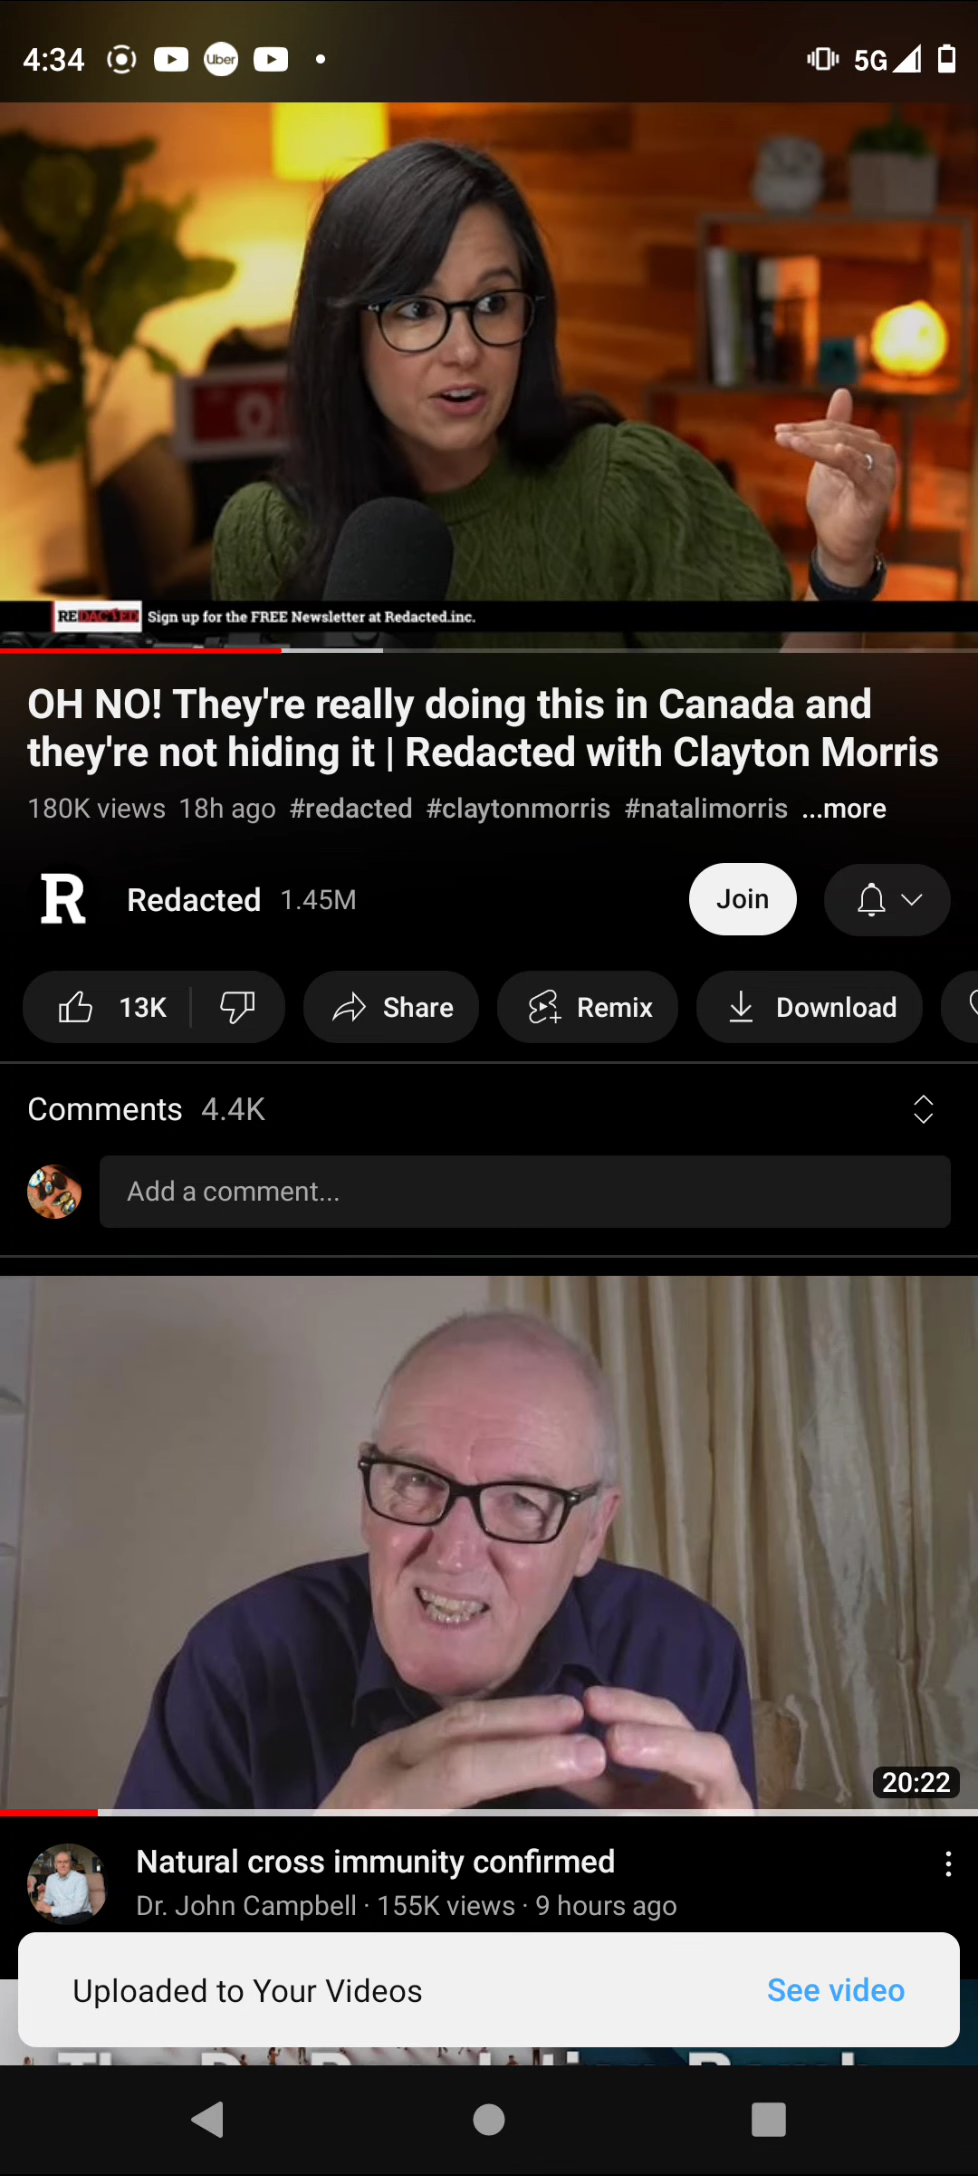 4:34
Uber
5G
REDACTED Sign up for the FREE Newsletter at Redacted.inc.
OH NO! They're really doing this in Canada and
they're not hiding it | Redacted with Clayton Morris
180K views 18h ago #redacted #claytonmorris #natalimorris ...more
R Redacted 1.45M
Join
13K
Share
Remix
Download
Comments 4.4K
Add a comment...
20:22
Natural cross immunity confirmed
Dr. John Campbell · 155K views · 9 hours ago
Uploaded to Your Videos
See video